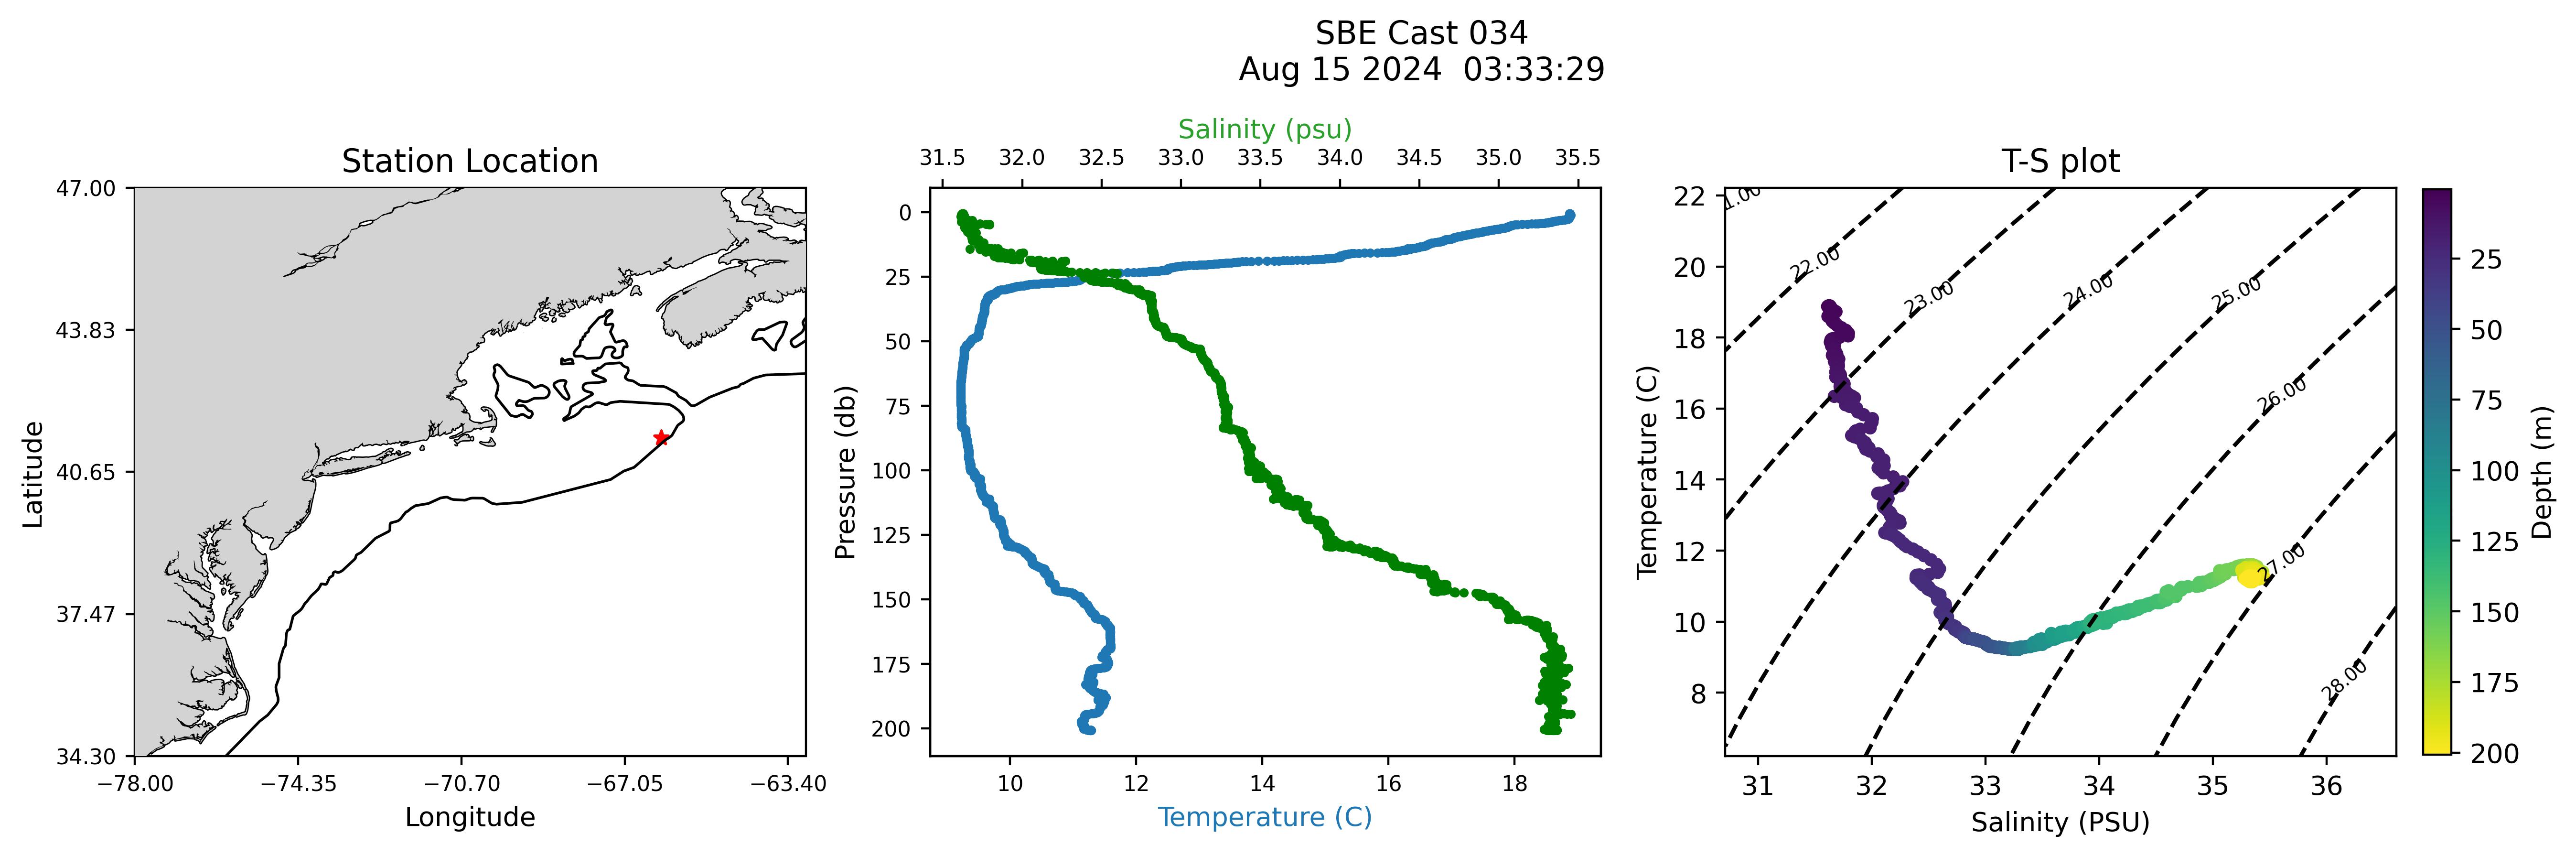 SBE Cast 034
Aug 15 2024  03:33:29
Station Location
47.00
43.83
40.65
37.47
34.30
Latitude
−78.00 −74.35 −70.70 −67.05 −63.40
Longitude
Salinity (psu)
31.5 32.0 32.5 33.0 33.5 34.0 34.5 35.0 35.5
0
25
50
75
100
125
150
175
200
Pressure (db)
10 12 14 16 18
Temperature (C)
T-S plot
22
20
18
16
14
12
10
8
Temperature (C)
1.00
22.00
23.00
24.00
25.00
26.00
27.00
28.00
31 32 33 34 35 36
Salinity (PSU)
25
50
75
100
125
150
175
200
Depth (m)